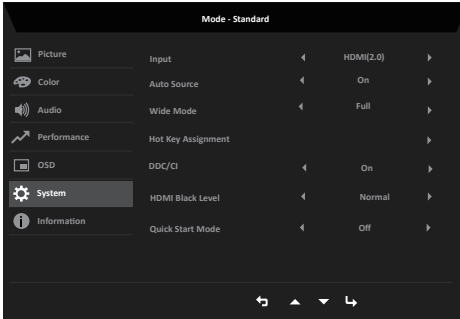 Mode - Standard
Picture
Color
Audio
Performance
OSD
System
Information
Input HDMI(2.0)
Auto Source On
Wide Mode Full
Hot Key Assignment
DDC/CI On
HDMI Black Level Normal
Quick Start Mode Off